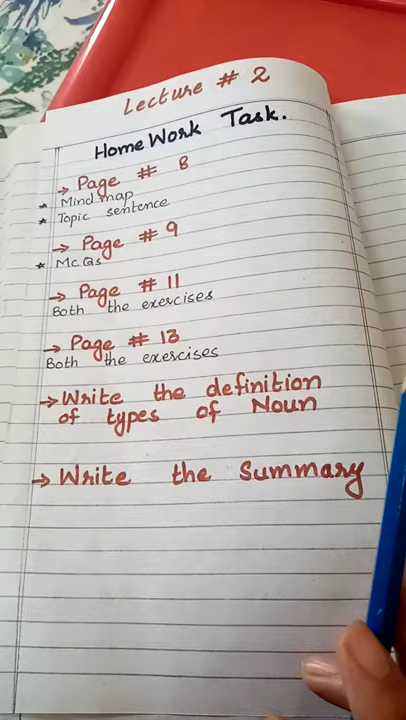 Lecture # 2
Home Work Task.
→ Page # 8
* Mind map
* Topic sentence
→ Page # 9
* McQs
→ Page # 11
Both the exercises
→ Page # 13
Both the exercises
→ Write the definition
of types of Noun
→ Write the Summary